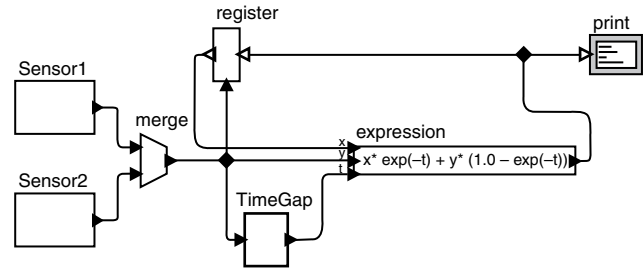 register
print
Sensor1
merge
expression
x
y
t
x* exp(–t) + y* (1.0 – exp(–t))
Sensor2
TimeGap